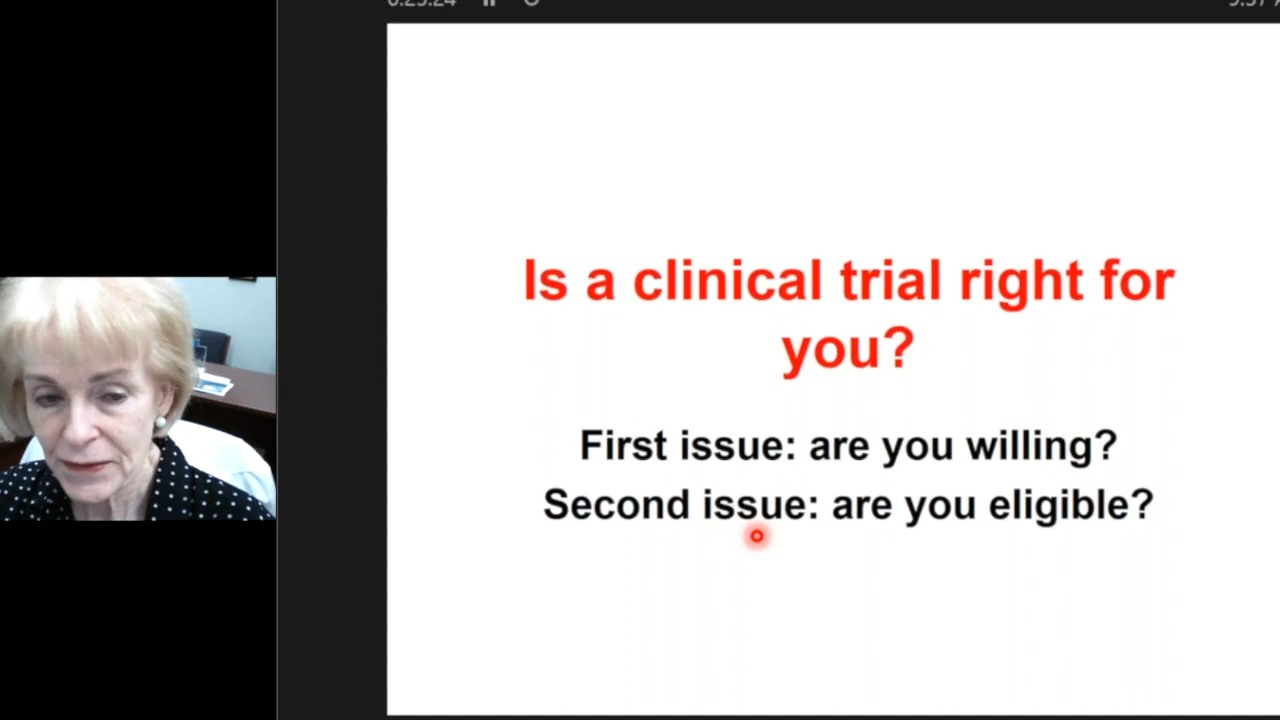 Is a clinical trial right for
you?
First issue: are you willing?
Second issue: are you eligible?